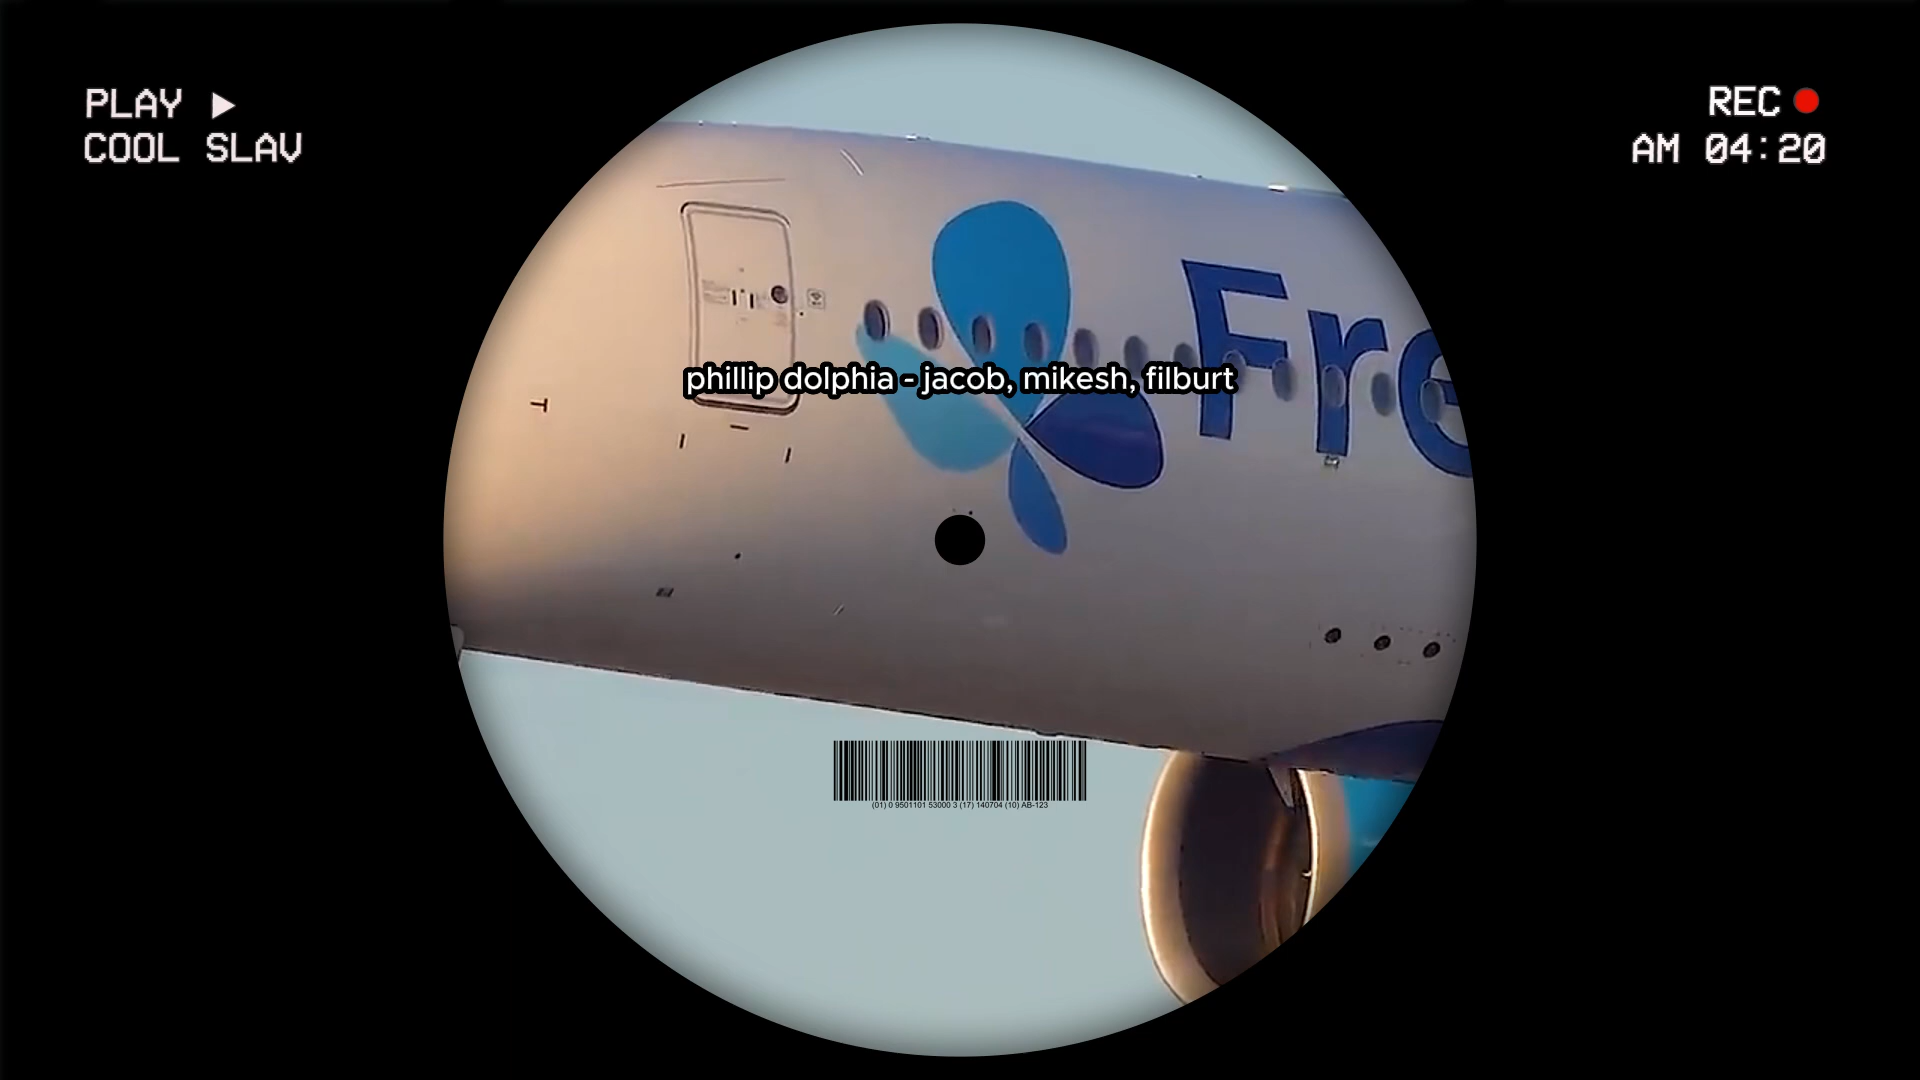 PLAY
COOL SLAV
REC
AM 04:20
Fre
phillip dolphia - jacob, mikesh, filburt
(01) 0 9501101 53000 3 (17) 140704 (10) AB-123